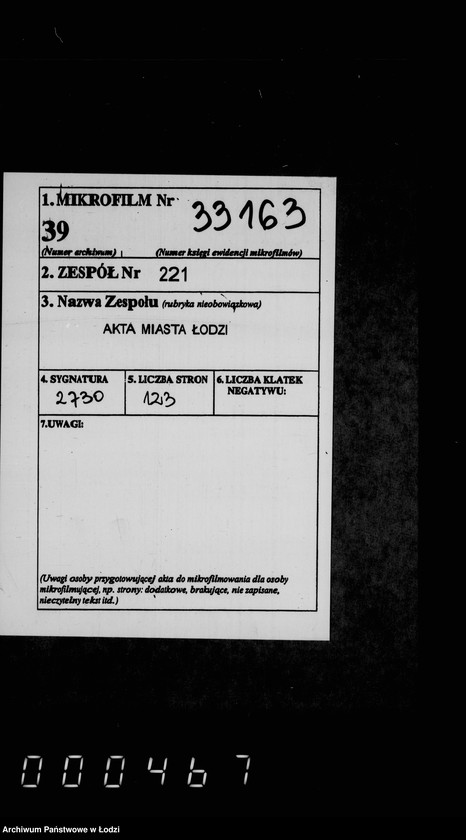 1. MIKROFILM Nr 33163
39
(Numer archiwum) (Numer księgi ewidencji mikrofilmów)
2. ZESPÓŁ Nr 221
3. Nazwa Zespołu (rubryka nieobowiązkowa)
AKTA MIASTA ŁODZI
4. SYGNATURA 5. LICZBA STRON 6. LICZBA KLATEK
NEGATYWU:
2730 123
7.UWAGI:
(Uwagi osoby przygotowującej akta do mikrofilmowania dla osoby
mikrofilmującej, np. strony: dodatkowe, brakujące, nie zapisane,
nieczytelny tekst itd.)
000467
Archiwum Państwowe w Łodzi